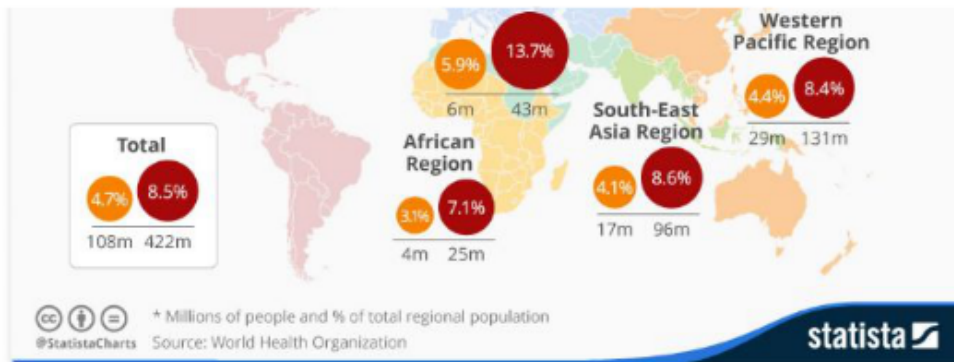 Western
Pacific Region
4.4% 8.4%
29m 131m
5.9% 13.7%
6m 43m
South-East
Asia Region
4.1% 8.6%
17m 96m
African
Region
3.1% 7.1%
4m 25m
Total
4.7% 8.5%
108m 422m
* Millions of people and % of total regional population
@StatistaCharts Source: World Health Organization
cc
statista